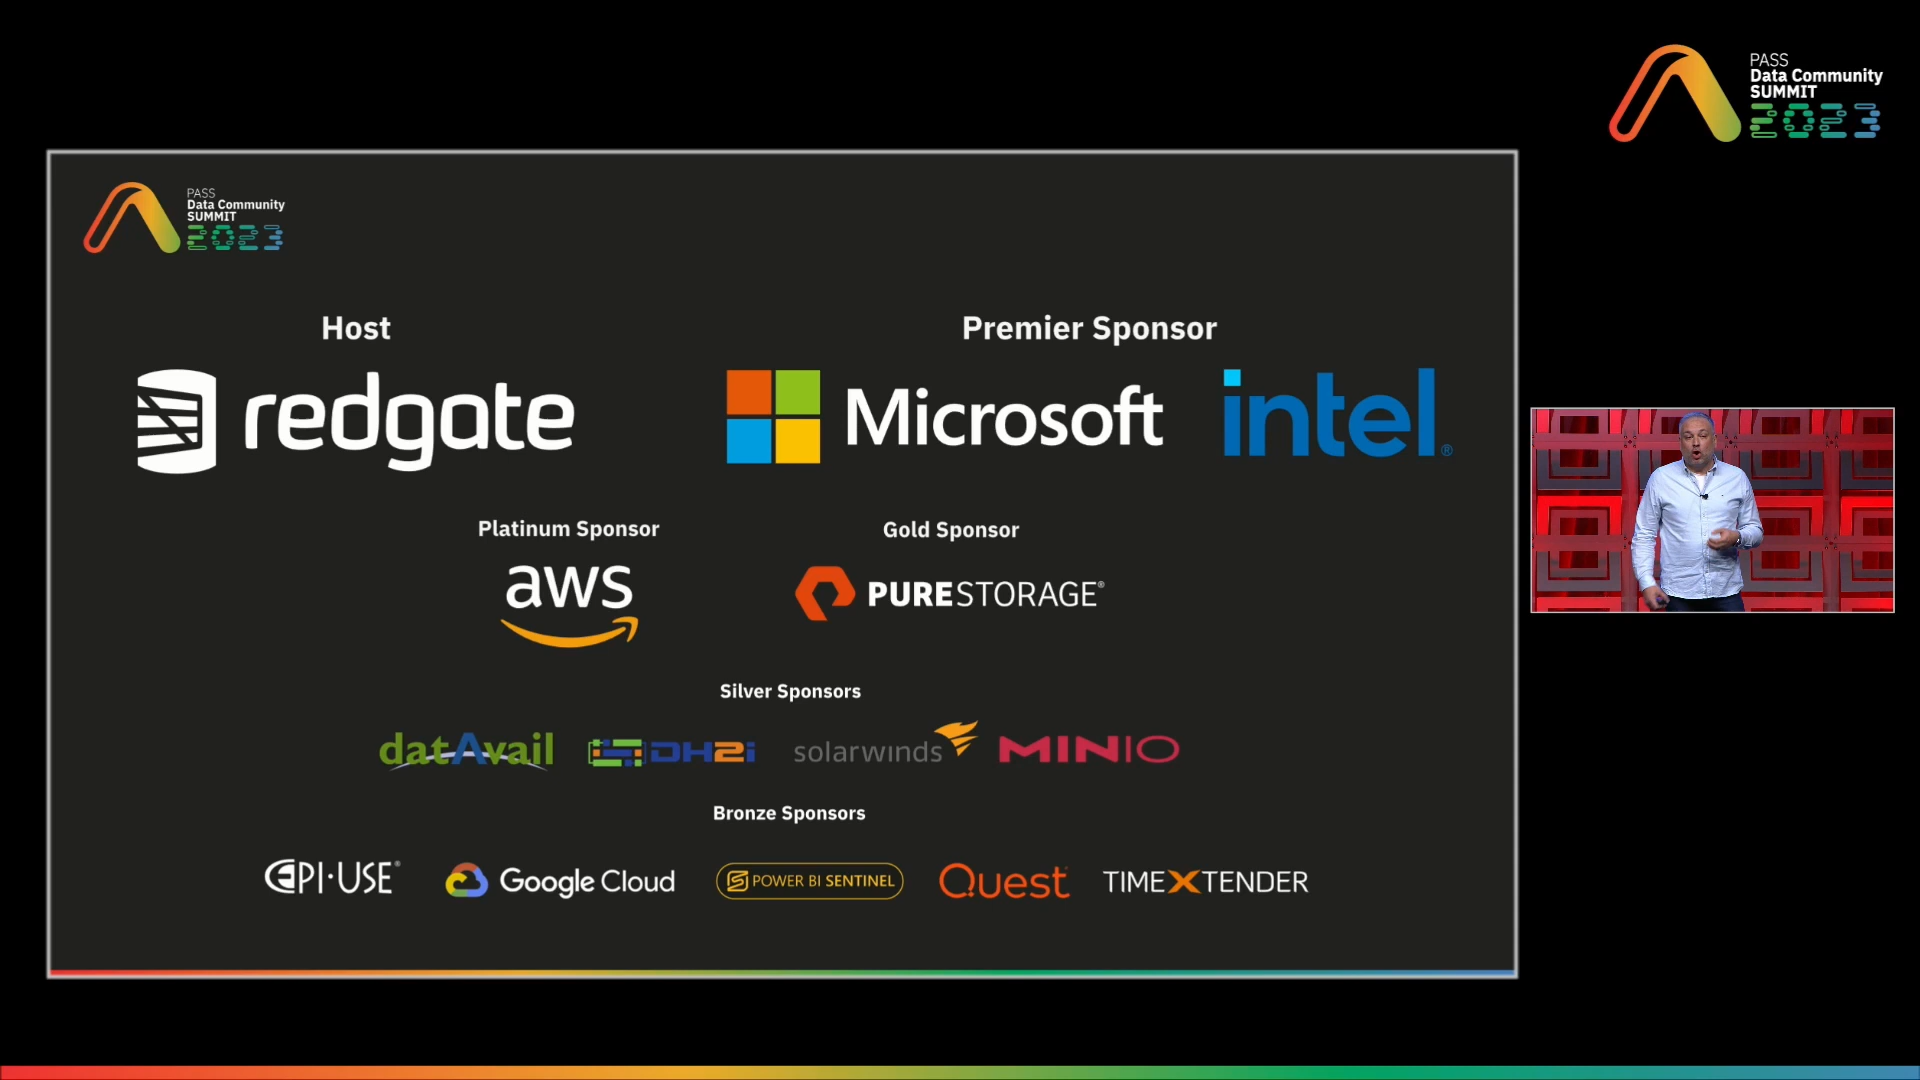 PASS
Data Community
SUMMIT
2023
PASS
Data Community
SUMMIT
2023
Host
Premier Sponsor
redgate
Microsoft
intel®
Platinum Sponsor
Gold Sponsor
aws
PURESTORAGE®
Silver Sponsors
datAvail
DH2i
solarwinds
MINIO
Bronze Sponsors
EPI·USE®
Google Cloud
POWER BI SENTINEL
Quest
TIMEXTENDER